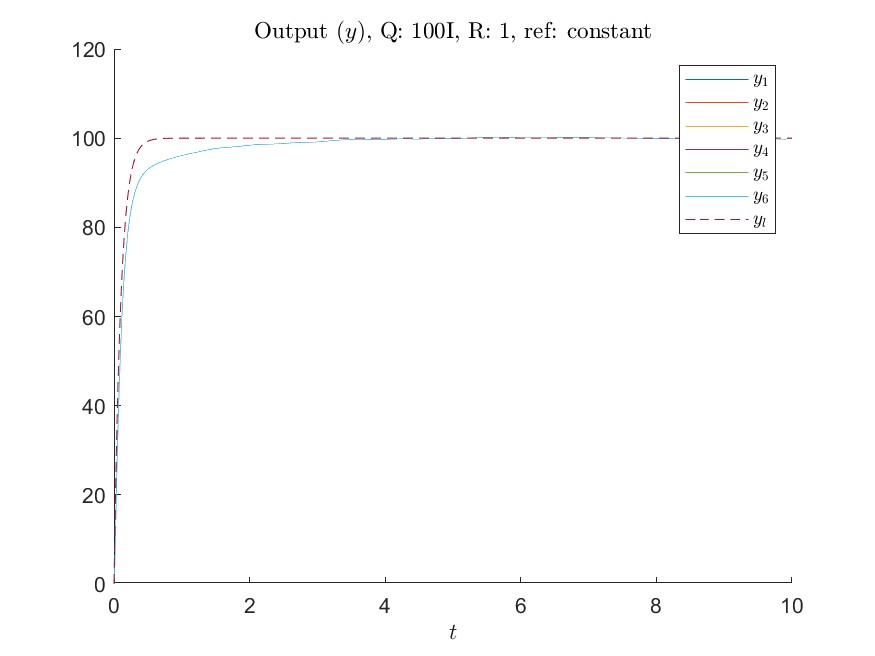 Output (y), Q: 100I, R: 1, ref: constant
120
100
80
60
40
20
0
0 2 4 6 8 10
t
y₁
y₂
y₃
y₄
y₅
y₆
yₗ